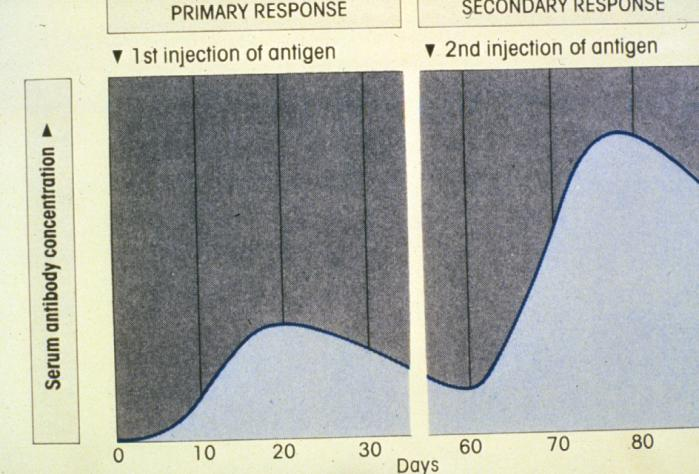 PRIMARY RESPONSE
SECONDARY RESPONSE
▼ 1st injection of antigen
▼ 2nd injection of antigen
Serum antibody concentration ▲
0 10 20 30 60 70 80
Days